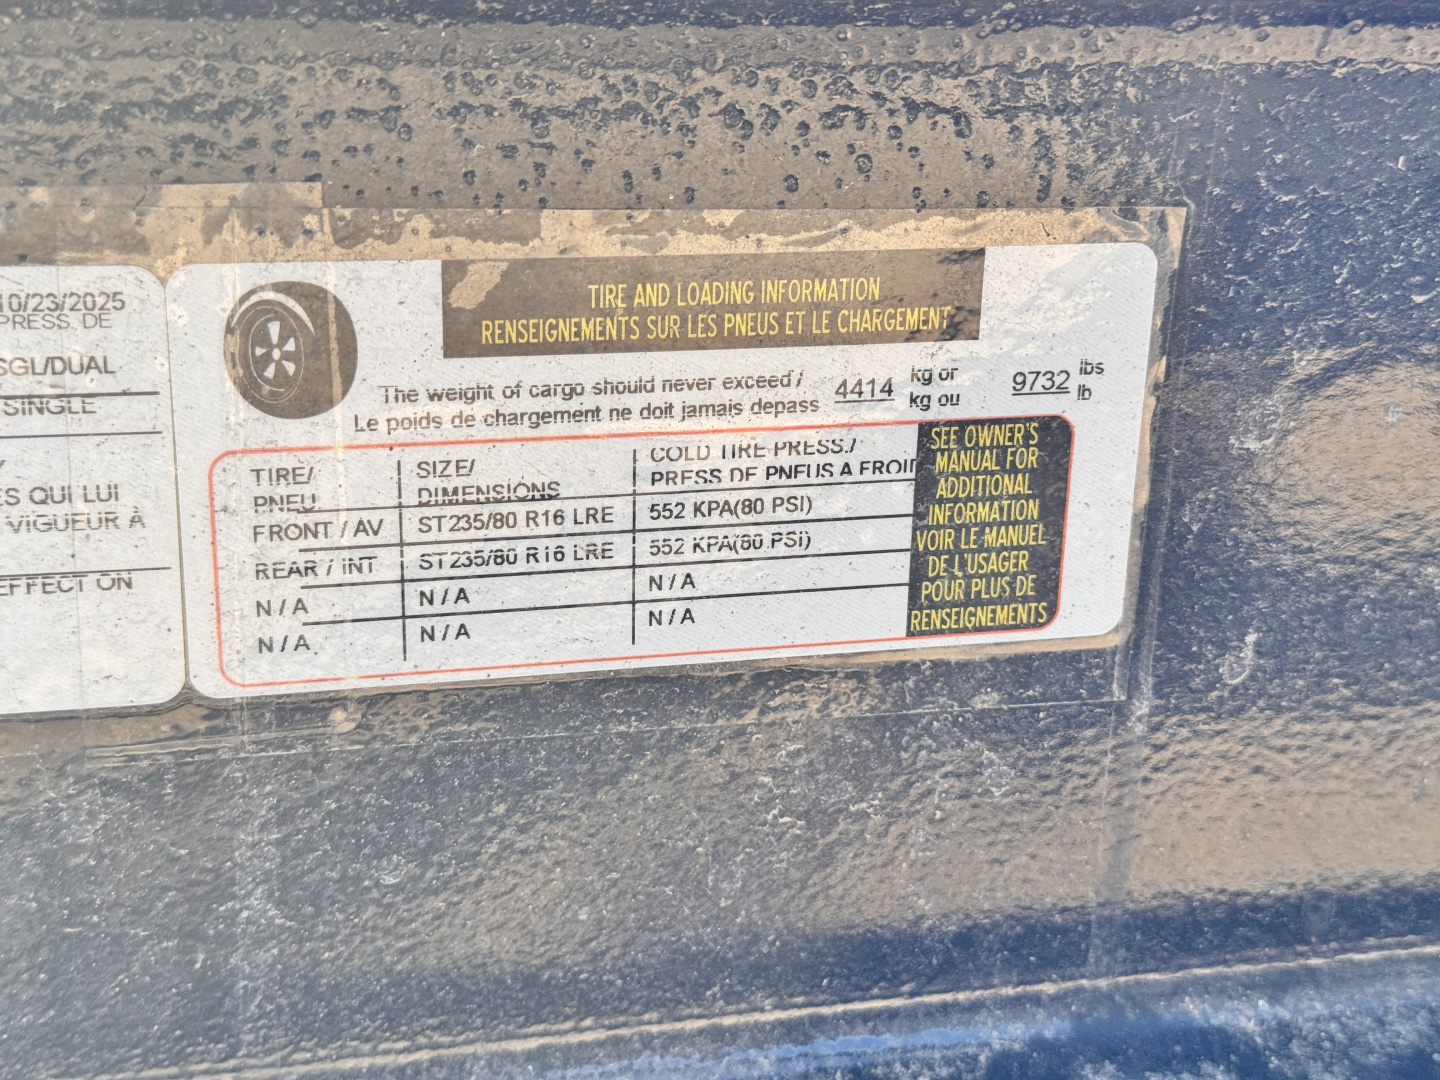 10/23/2025
PRESS. DE
SGL/DUAL
SINGLE
ES QUI LUI
VIGUEUR À
EFFECT ON
TIRE AND LOADING INFORMATION
RENSEIGNEMENTS SUR LES PNEUS ET LE CHARGEMENT
The weight of cargo should never exceed /
Le poids de chargement ne doit jamais depass
4414 kg or
kg ou
9732 lbs
lb
TIRE/
PNEU
SIZE/
DIMENSIONS
COLD TIRE PRESS./
PRESS DE PNEUS A FROID
FRONT / AV ST235/80 R16 LRE 552 KPA(80 PSI)
REAR / INT ST235/80 R16 LRE 552 KPA(80 PSI)
N / A N / A N / A
N / A N / A N / A
SEE OWNER'S
MANUAL FOR
ADDITIONAL
INFORMATION
VOIR LE MANUEL
DE L'USAGER
POUR PLUS DE
RENSEIGNEMENTS